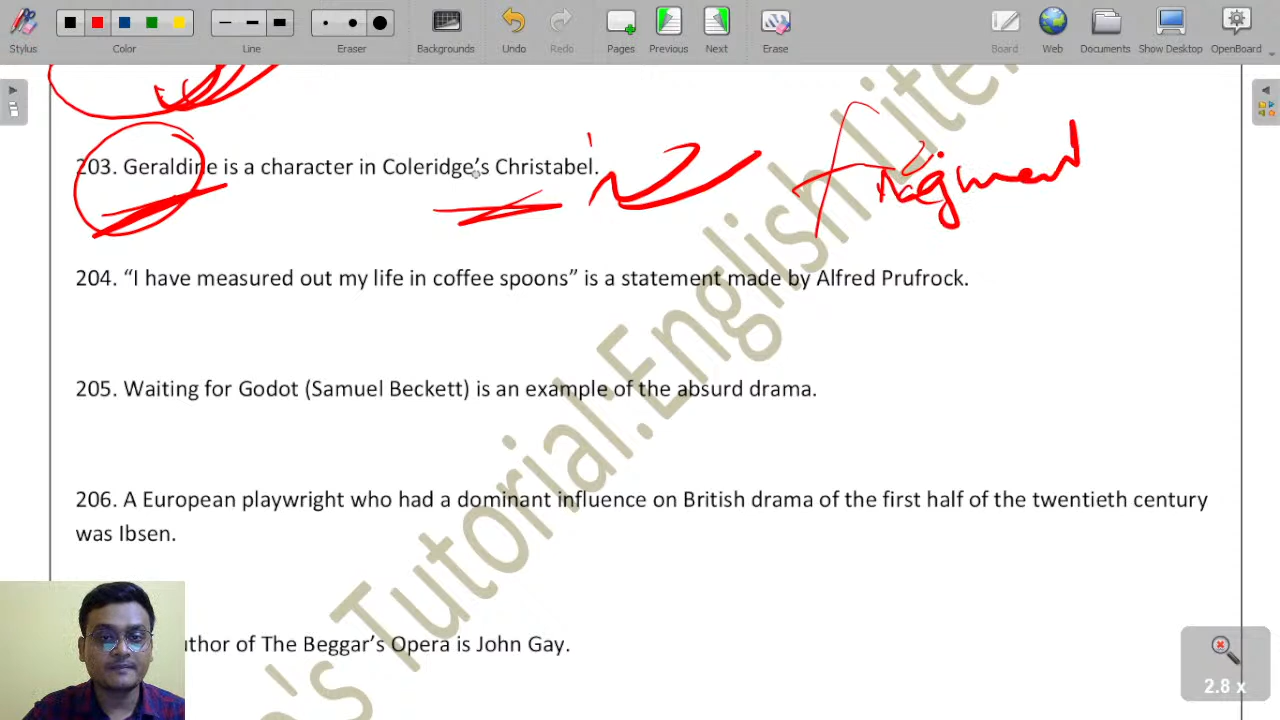 Stylus
Color
Line
Eraser
Backgrounds
Undo
Redo
Pages
Previous
Next
Erase
Board
Web
Documents
Show Desktop
OpenBoard
203. Geraldine is a character in Coleridge's Christabel.
fragment
204. “I have measured out my life in coffee spoons” is a statement made by Alfred Prufrock.
205. Waiting for Godot (Samuel Beckett) is an example of the absurd drama.
206. A European playwright who had a dominant influence on British drama of the first half of the twentieth century
was Ibsen.
uthor of The Beggar's Opera is John Gay.
's Tutorial:English Liter
2.8 x